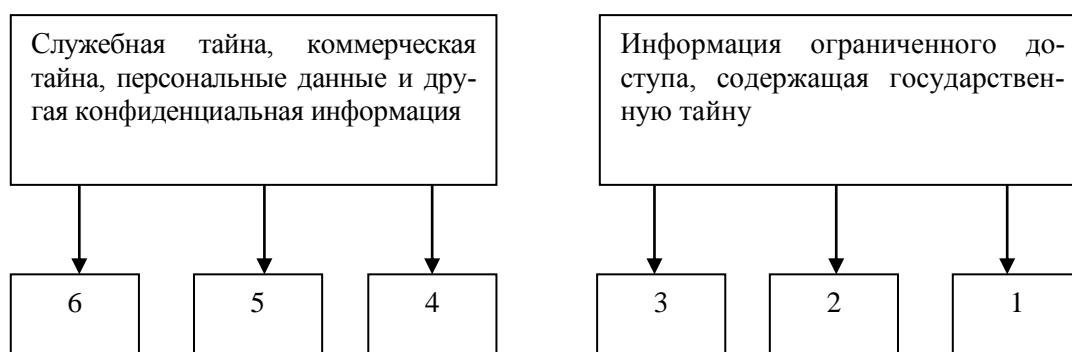 Служебная тайна, коммерческая
тайна, персональные данные и дру-
гая конфиденциальная информация
Информация ограниченного до-
ступа, содержащая государствен-
ную тайну
6
5
4
3
2
1